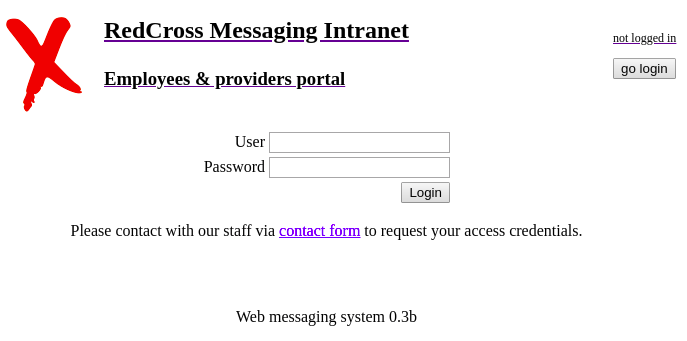 RedCross Messaging Intranet
not logged in
go login
Employees & providers portal
User
Password
Login
Please contact with our staff via contact form to request your access credentials.
Web messaging system 0.3b